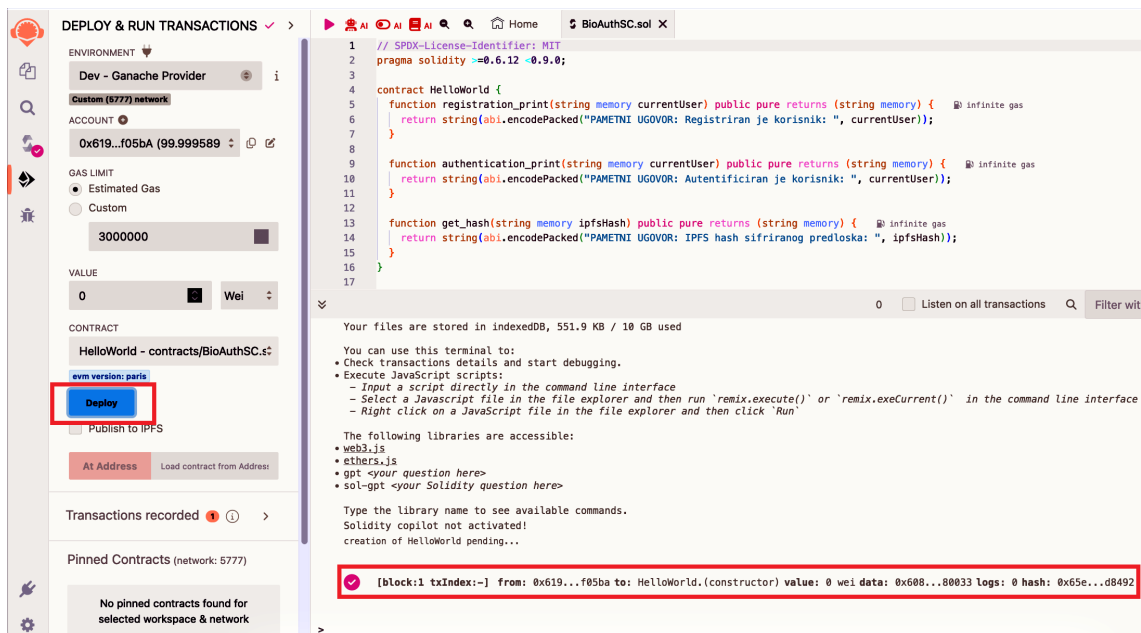 DEPLOY & RUN TRANSACTIONS
ENVIRONMENT
Dev - Ganache Provider
i
Custom (5777) network
ACCOUNT
0x619...f05bA (99.999589
GAS LIMIT
Estimated Gas
Custom
3000000
VALUE
0
Wei
CONTRACT
HelloWorld - contracts/BioAuthSC.s
evm version: paris
Deploy
Publish to IPFS
At Address
Load contract from Address
Transactions recorded 1 i
Pinned Contracts (network: 5777)
No pinned contracts found for
selected workspace & network
AI AI AI Home BioAuthSC.sol
1 // SPDX-License-Identifier: MIT
2 pragma solidity >=0.6.12 <0.9.0;
3
4 contract HelloWorld {
5 function registration_print(string memory currentUser) public pure returns (string memory) { infinite gas
6 return string(abi.encodePacked("PAMETNI UGOVOR: Registriran je korisnik: ", currentUser));
7 }
8
9 function authentication_print(string memory currentUser) public pure returns (string memory) { infinite gas
10 return string(abi.encodePacked("PAMETNI UGOVOR: Autentificiran je korisnik: ", currentUser));
11 }
12
13 function get_hash(string memory ipfsHash) public pure returns (string memory) { infinite gas
14 return string(abi.encodePacked("PAMETNI UGOVOR: IPFS hash sifriranog predloska: ", ipfsHash));
15 }
16 }
17
0 Listen on all transactions Filter wit
Your files are stored in indexedDB, 551.9 KB / 10 GB used
You can use this terminal to:
• Check transactions details and start debugging.
• Execute JavaScript scripts:
- Input a script directly in the command line interface
- Select a Javascript file in the file explorer and then run `remix.execute()` or `remix.exeCurrent()` in the command line interface
- Right click on a JavaScript file in the file explorer and then click `Run`
The following libraries are accessible:
• web3.js
• ethers.js
• gpt <your question here>
• sol-gpt <your Solidity question here>
Type the library name to see available commands.
Solidity copilot not activated!
creation of HelloWorld pending...
[block:1 txIndex:-] from: 0x619...f05ba to: HelloWorld.(constructor) value: 0 wei data: 0x608...80033 logs: 0 hash: 0x65e...d8492
>